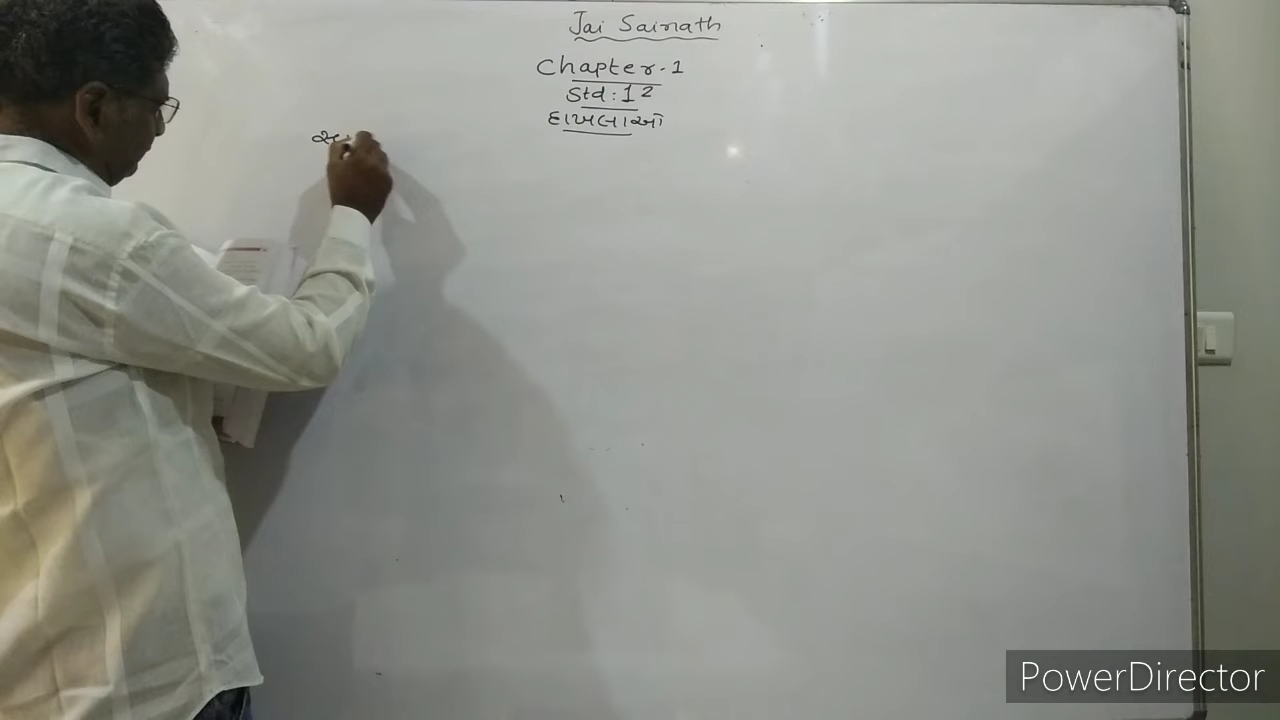 Jai Sainath
Chapter-1
Std:12
દાખલાઓ
PowerDirector